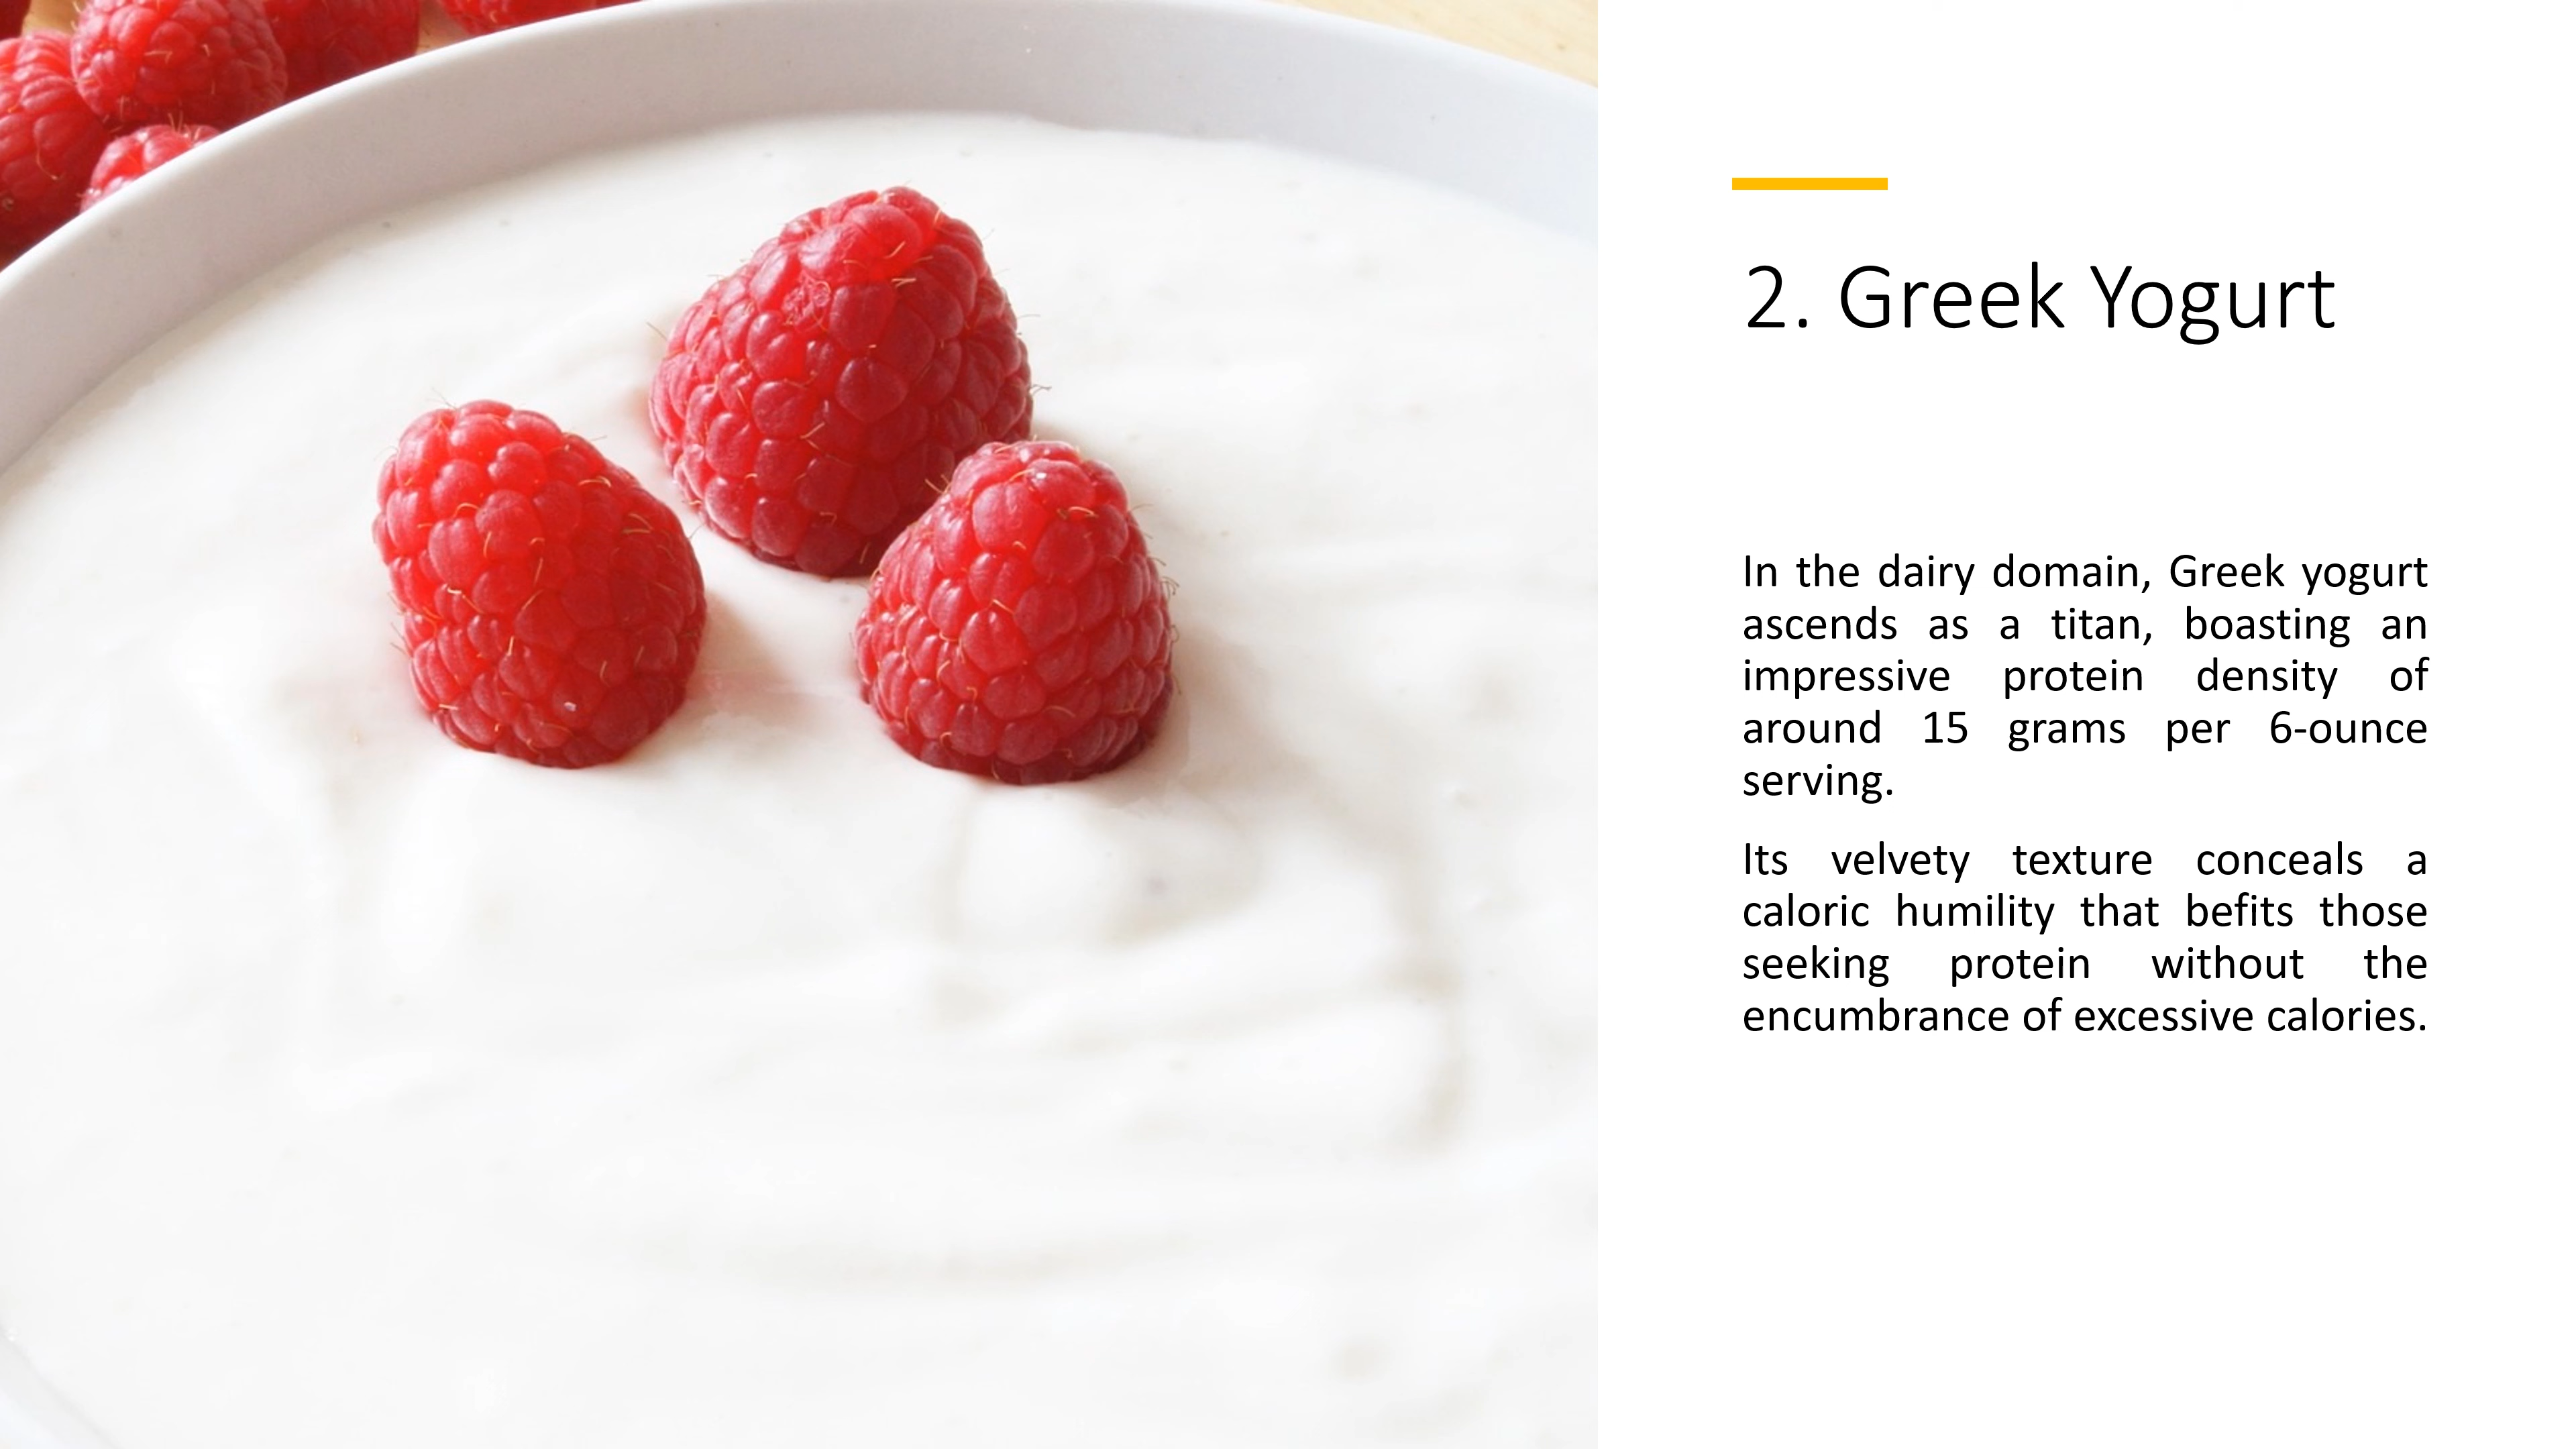 2. Greek Yogurt
In the dairy domain, Greek yogurt
ascends as a titan, boasting an
impressive protein density of
around 15 grams per 6-ounce
serving.
Its velvety texture conceals a
caloric humility that befits those
seeking protein without the
encumbrance of excessive calories.